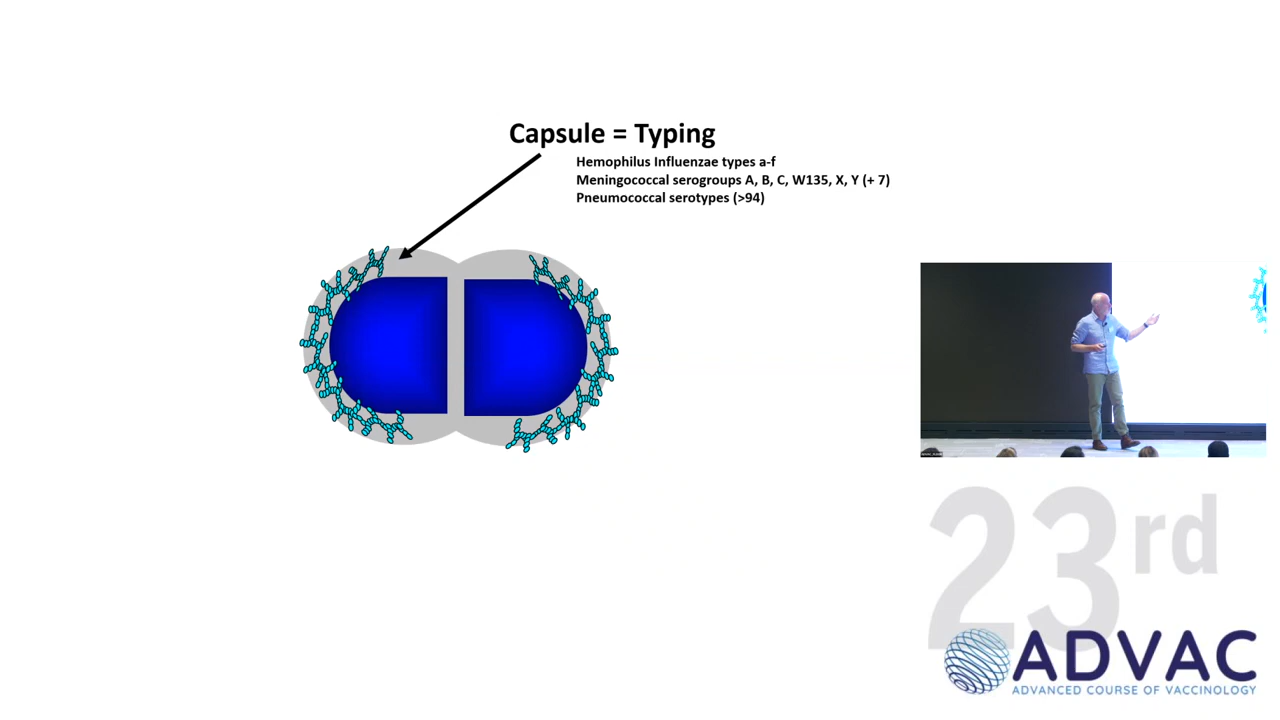 Capsule = Typing
Hemophilus Influenzae types a-f
Meningococcal serogroups A, B, C, W135, X, Y (+ 7)
Pneumococcal serotypes (>94)
23rd
ADVAC
ADVANCED COURSE OF VACCINOLOGY